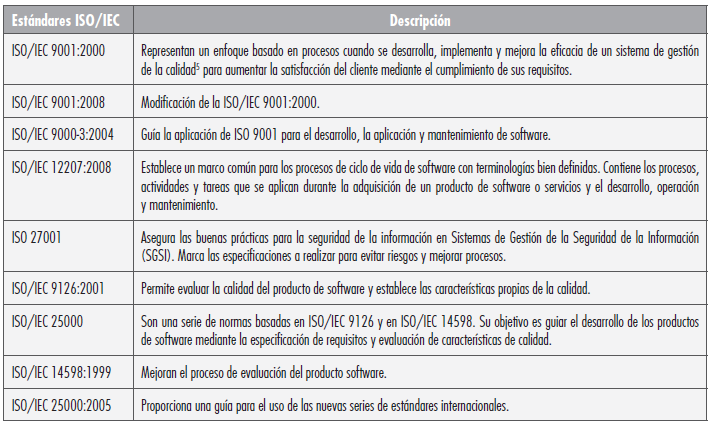 Estándares ISO/IEC Descripción
ISO/IEC 9001:2000 Representan un enfoque basado en procesos cuando se desarrolla, implementa y mejora la eficacia de un sistema de gestión
de la calidad⁵ para aumentar la satisfacción del cliente mediante el cumplimiento de sus requisitos.
ISO/IEC 9001:2008 Modificación de la ISO/IEC 9001:2000.
ISO/IEC 9000-3:2004 Guía la aplicación de ISO 9001 para el desarrollo, la aplicación y mantenimiento de software.
ISO/IEC 12207:2008 Establece un marco común para los procesos de ciclo de vida de software con terminologías bien definidas. Contiene los procesos,
actividades y tareas que se aplican durante la adquisición de un producto de software o servicios y el desarrollo, operación
y mantenimiento.
ISO 27001 Asegura las buenas prácticas para la seguridad de la información en Sistemas de Gestión de la Seguridad de la Información
(SGSI). Marca las especificaciones a realizar para evitar riesgos y mejorar procesos.
ISO/IEC 9126:2001 Permite evaluar la calidad del producto de software y establece las características propias de la calidad.
ISO/IEC 25000 Son una serie de normas basadas en ISO/IEC 9126 y en ISO/IEC 14598. Su objetivo es guiar el desarrollo de los productos
de software mediante la especificación de requisitos y evaluación de características de calidad.
ISO/IEC 14598:1999 Mejoran el proceso de evaluación del producto software.
ISO/IEC 25000:2005 Proporciona una guía para el uso de las nuevas series de estándares internacionales.